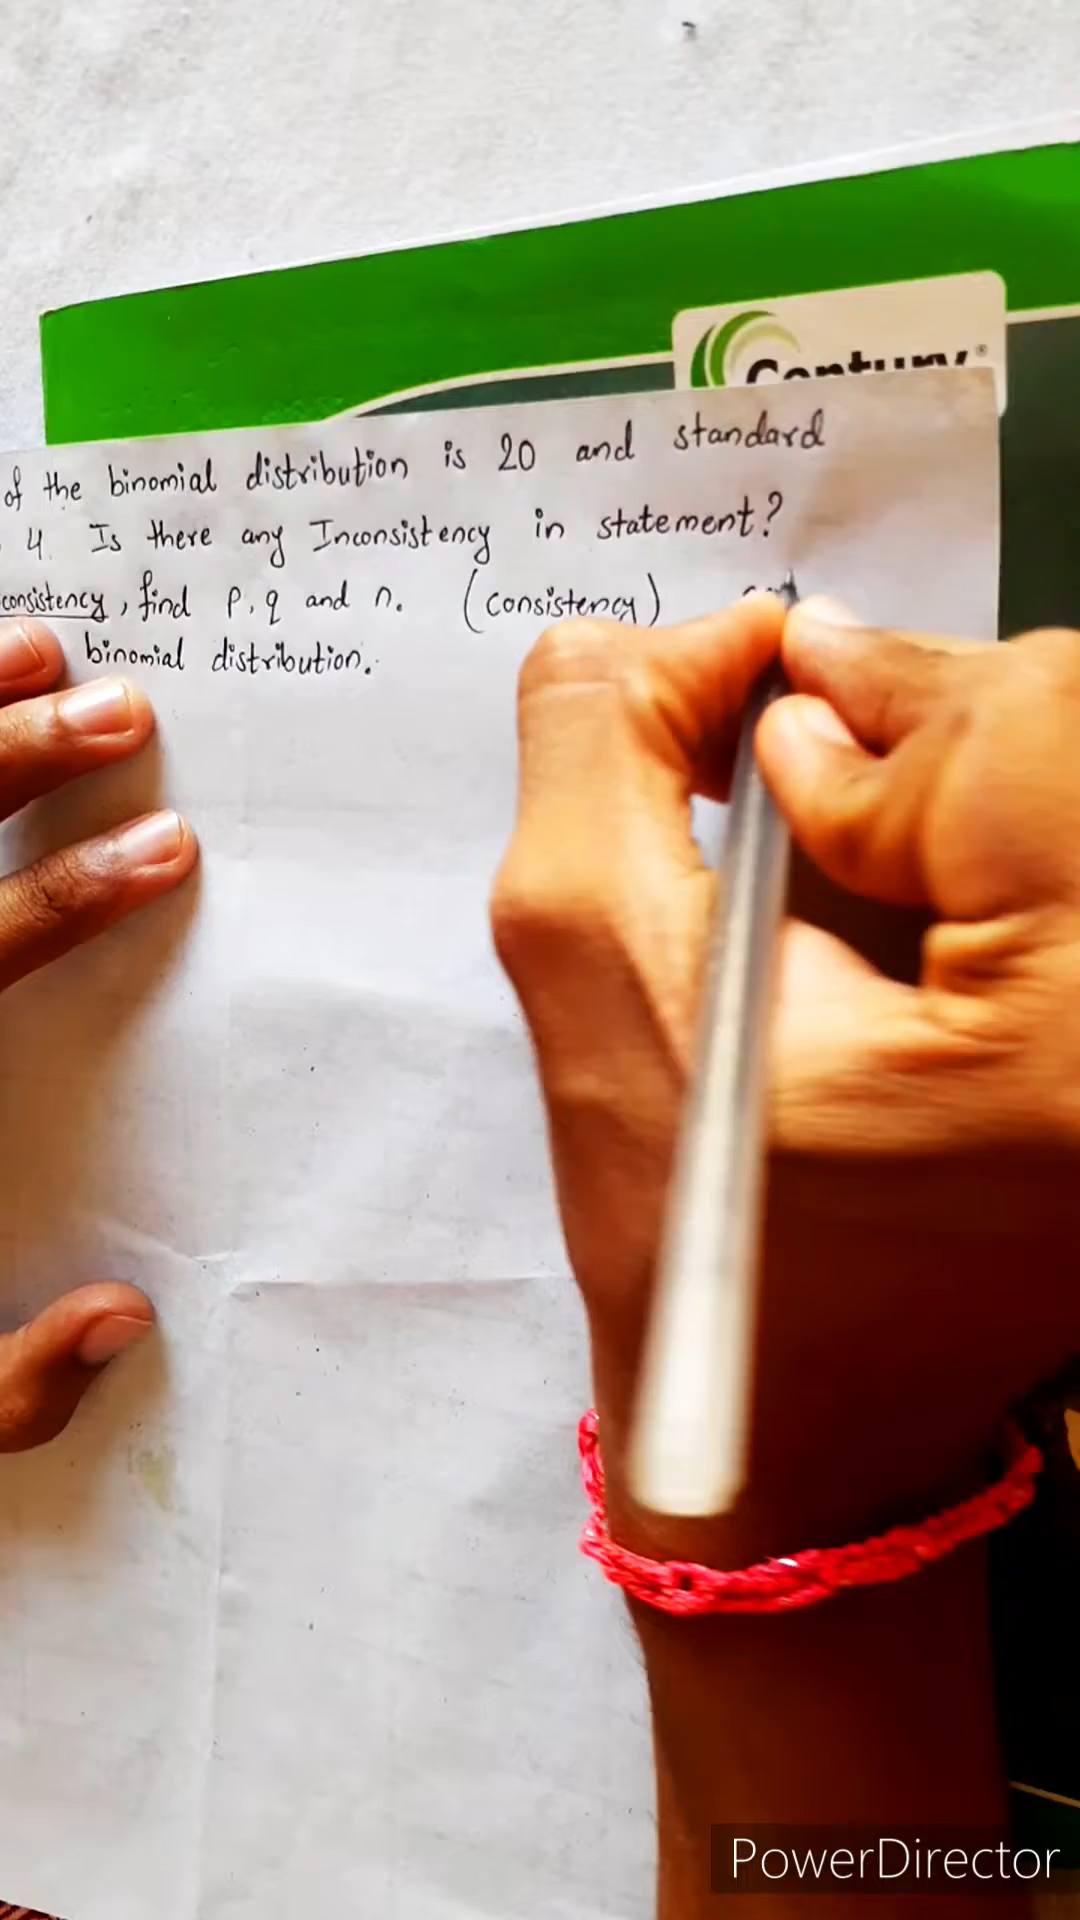 Century®
of the binomial distribution is 20 and standard
4. Is there any Inconsistency in statement?
consistency, find p, q and n. (consistency)
binomial distribution.
PowerDirector